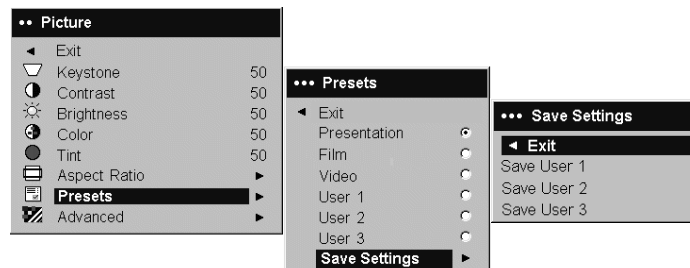 Picture
Exit
Keystone 50
Contrast 50
Brightness 50
Color 50
Tint 50
Aspect Ratio
Presets
Advanced
Presets
Exit
Presentation
Film
Video
User 1
User 2
User 3
Save Settings
Save Settings
Exit
Save User 1
Save User 2
Save User 3